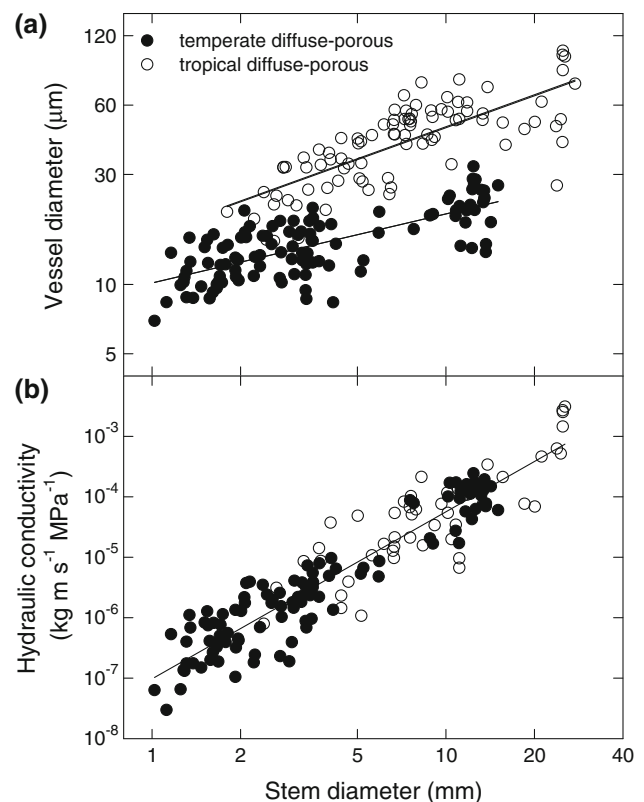 (a)
120
60
30
10
5
Vessel diameter (μm)
temperate diffuse-porous
tropical diffuse-porous
(b)
10⁻³
10⁻⁴
10⁻⁵
10⁻⁶
10⁻⁷
10⁻⁸
Hydraulic conductivity
(kg m s⁻¹ MPa⁻¹)
1 2 5 10 20 40
Stem diameter (mm)